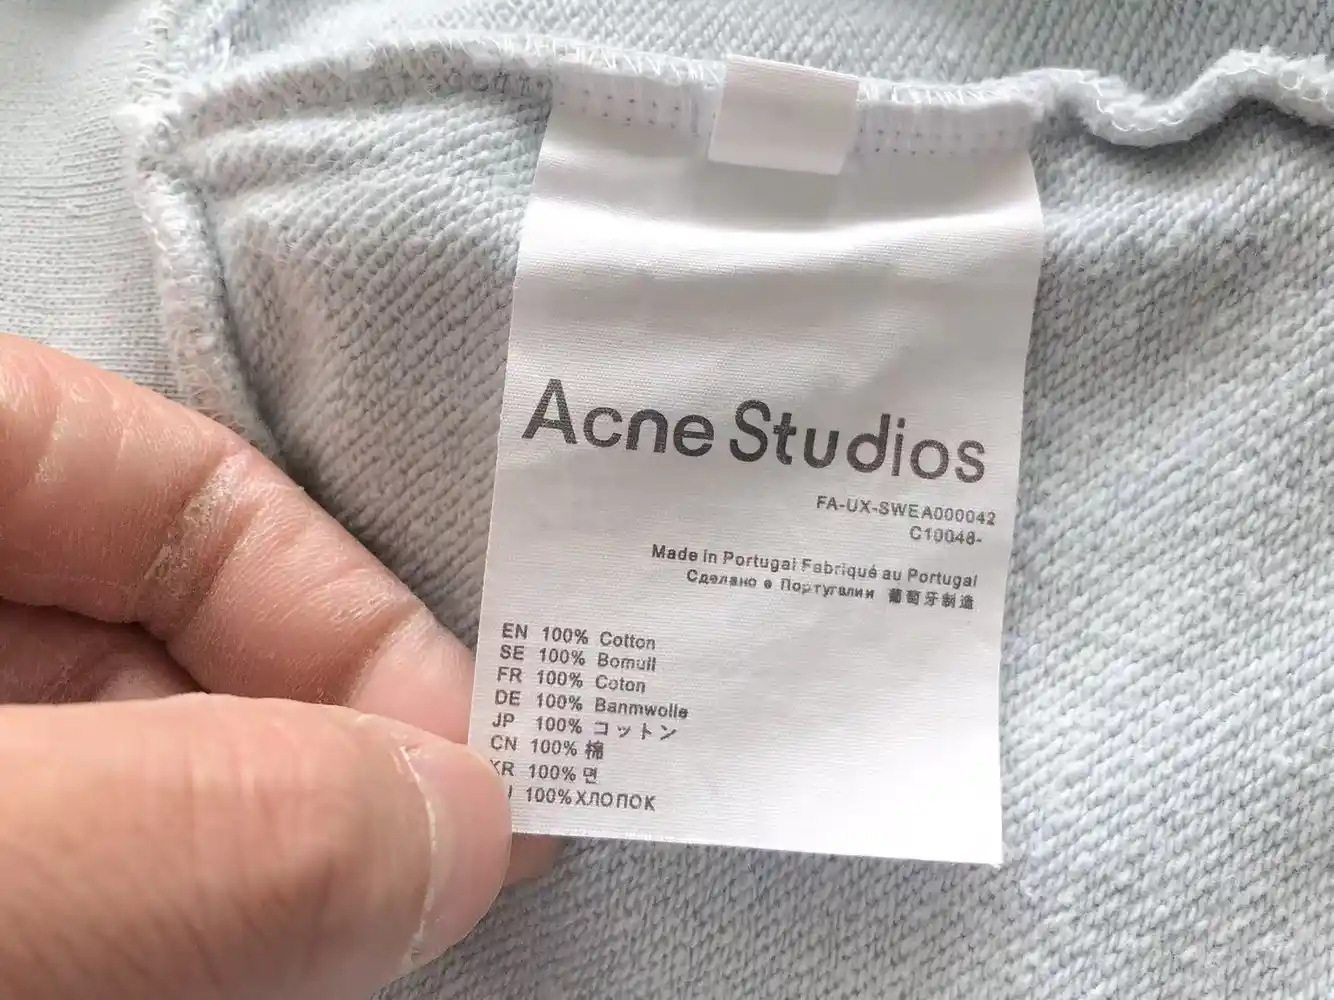 Acne Studios
FA-UX-SWEA000042
C10048-
Made in Portugal Fabriqué au Portugal
Сделано в Португалии 葡萄牙制造
EN 100% Cotton
SE 100% Bomull
FR 100% Coton
DE 100% Banmwolle
JP 100% コットン
CN 100% 棉
KR 100% 면
100% ХЛОПОК